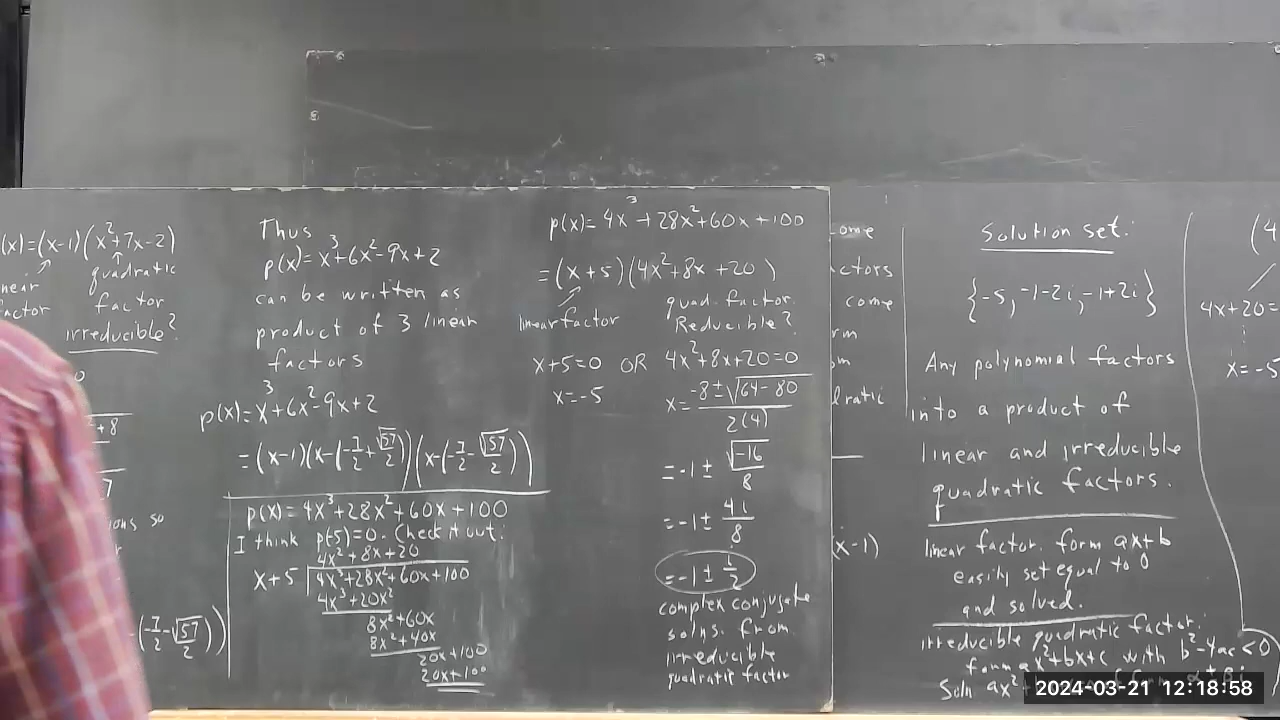 (x)=(x-1)(x²+7x-2)
quadratic
factor
irreducible?
Thus
p(x)=x³+6x²-9x+2
can be written as
product of 3 linear
factors
p(x)=x³+6x²-9x+2
=(x-1)(x-(-7/2+√57/2))(x-(-7/2-√57/2))
p(x)=4x³+28x²+60x+100
I think p(-5)=0. Check it out:
4x²+8x+20
x+5 | 4x³+28x²+60x+100
4x³+20x²
8x²+60x
8x²+40x
20x+100
20x+100
p(x)=4x³+28x²+60x+100
=(x+5)(4x²+8x+20)
linear factor
quad. factor.
Reducible?
x+5=0 OR 4x²+8x+20=0
x=-5
x=-8±√(64-80)/2(4)
=-1±√-16/8
=-1±4i/8
=-1±i/2
complex conjugate
solns. from
irreducible
quadratic factor
come
(x-1)
Solution set:
{-5,-1-2i,-1+2i}
Any polynomial factors
into a product of
linear and irreducible
quadratic factors.
linear factor. form ax+b
easily set equal to 0
and solved.
irreducible quadratic factor:
form ax²+bx+c with b²-4ac<0
Soln ax²+
(4
4x+20=
x=-5
2024-03-21 12:18:58